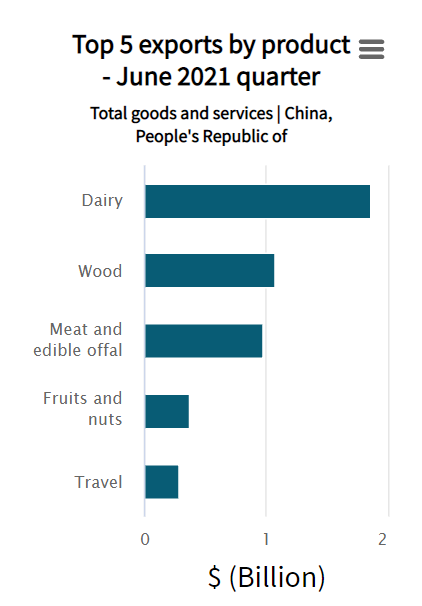 Top 5 exports by product
- June 2021 quarter
Total goods and services | China,
People's Republic of
Dairy
Wood
Meat and
edible offal
Fruits and
nuts
Travel
0 1 2
$ (Billion)